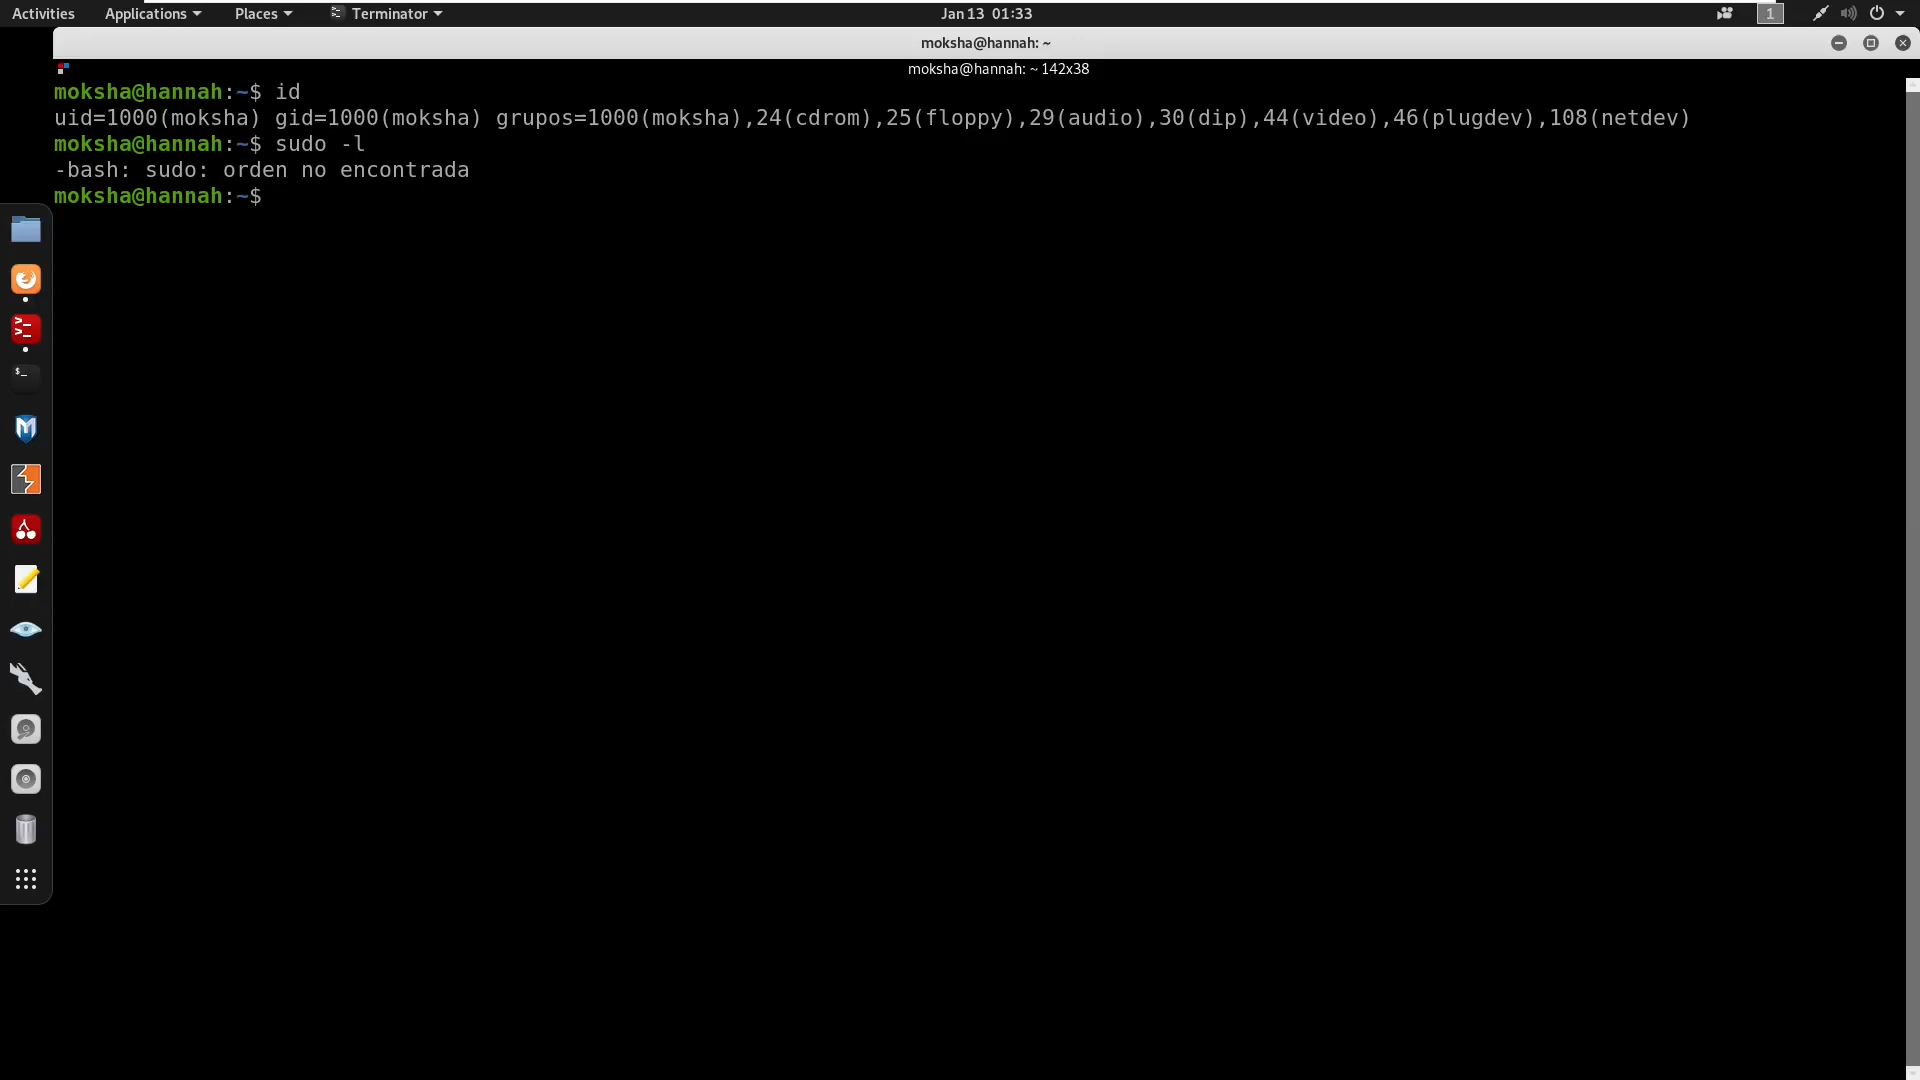 Activities Applications Places Terminator Jan 13 01:33 1
moksha@hannah: ~
moksha@hannah: ~ 142x38
moksha@hannah:~$ id
uid=1000(moksha) gid=1000(moksha) grupos=1000(moksha),24(cdrom),25(floppy),29(audio),30(dip),44(video),46(plugdev),108(netdev)
moksha@hannah:~$ sudo -l
-bash: sudo: orden no encontrada
moksha@hannah:~$